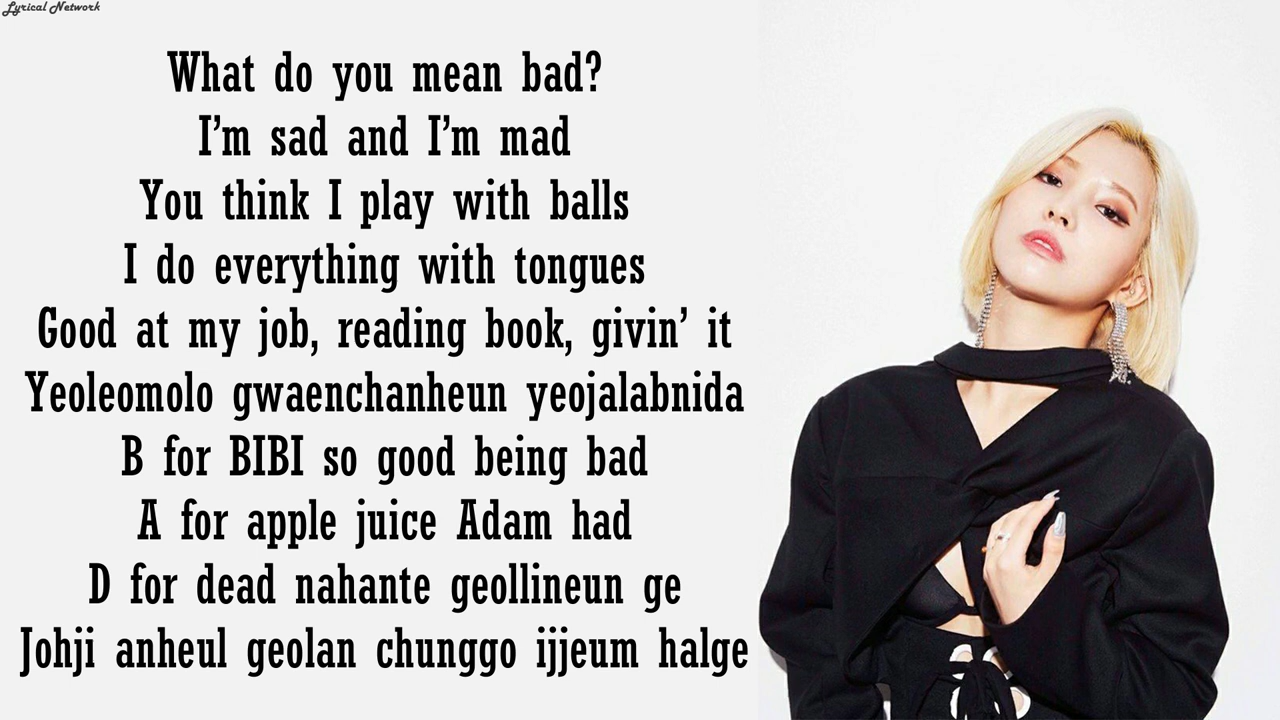 Lyrical Network
What do you mean bad?
I'm sad and I'm mad
You think I play with balls
I do everything with tongues
Good at my job, reading book, givin' it
Yeoleomolo gwaenchanheun yeojalabnida
B for BIBI so good being bad
A for apple juice Adam had
D for dead nahante geollineun ge
Johji anheul geolan chunggo ijjeum halge